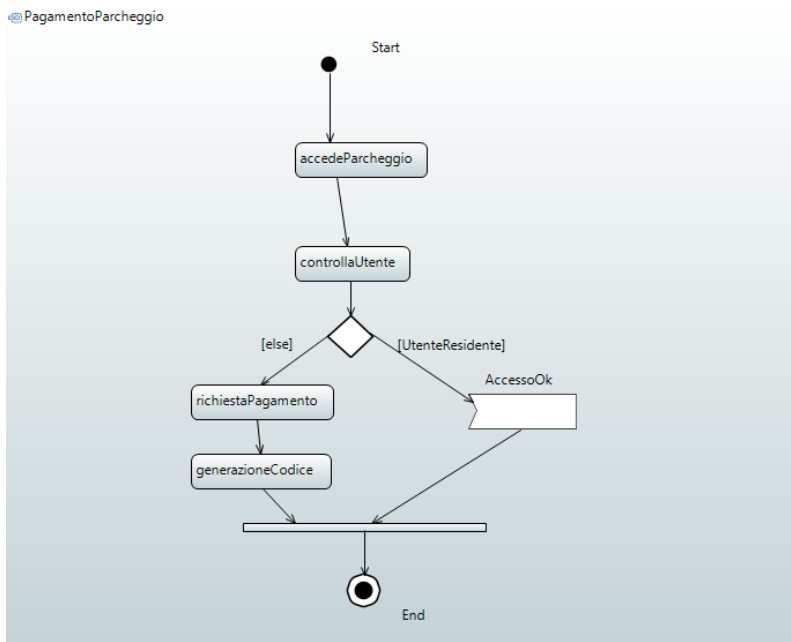 PagamentoParcheggio
Start
accedeParcheggio
controllaUtente
[else]
[UtenteResidente]
AccessoOk
richiestaPagamento
generazioneCodice
End